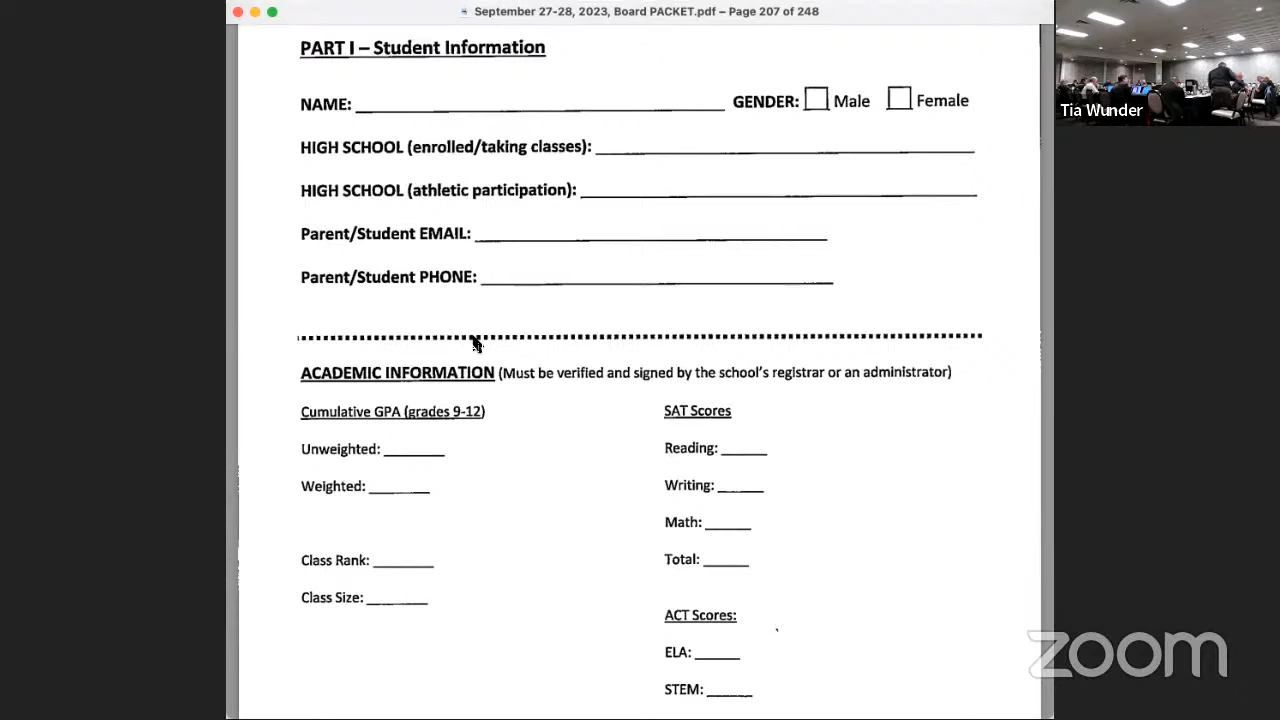 September 27-28, 2023, Board PACKET.pdf – Page 207 of 248
PART I – Student Information
NAME: GENDER: Male Female
HIGH SCHOOL (enrolled/taking classes):
HIGH SCHOOL (athletic participation):
Parent/Student EMAIL:
Parent/Student PHONE:
ACADEMIC INFORMATION (Must be verified and signed by the school's registrar or an administrator)
Cumulative GPA (grades 9-12)
Unweighted:
Weighted:
Class Rank:
Class Size:
SAT Scores
Reading:
Writing:
Math:
Total:
ACT Scores:
ELA:
STEM:
Tia Wunder
zoom